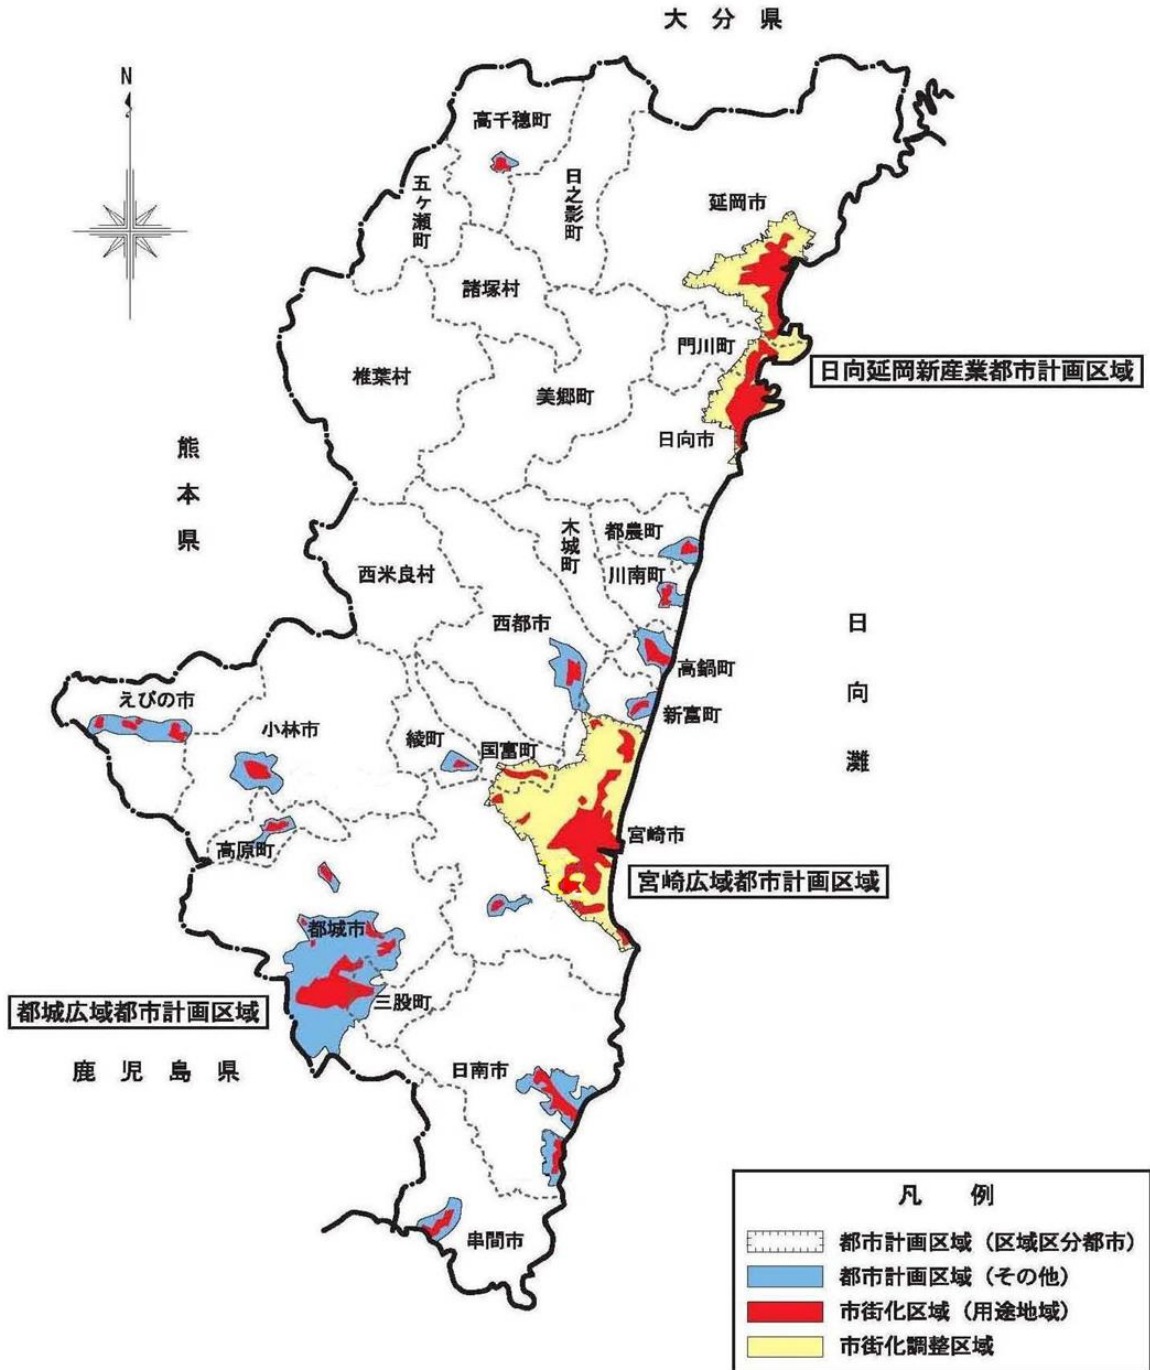 大分県
N
高千穂町
五ヶ瀬町
日之影町
延岡市
諸塚村
門川町
椎葉村
美郷町
日向延岡新産業都市計画区域
日向市
熊本県
木城町
都農町
西米良村
川南町
西都市
日向灘
高鍋町
えびの市
新富町
小林市
綾町
国富町
宮崎市
高原町
宮崎広域都市計画区域
都城市
三股町
都城広域都市計画区域
鹿児島県
日南市
串間市
凡例
都市計画区域（区域区分都市）
都市計画区域（その他）
市街化区域（用途地域）
市街化調整区域